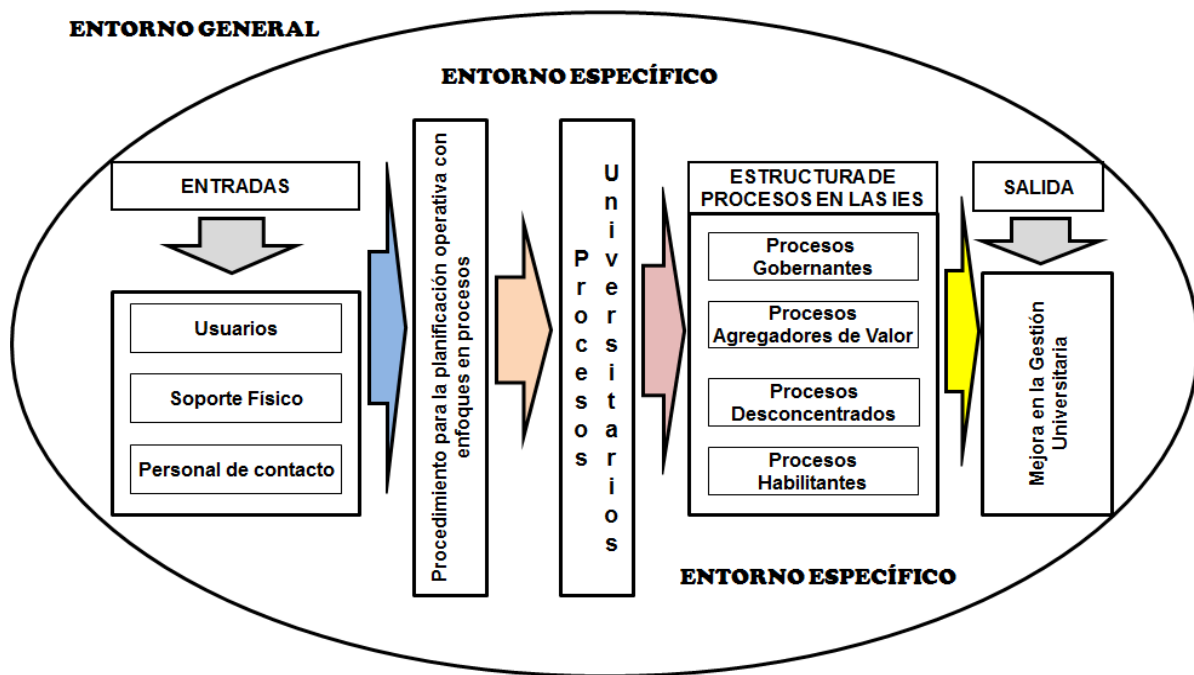 ENTORNO GENERAL
ENTORNO ESPECÍFICO
ENTRADAS
Usuarios
Soporte Físico
Personal de contacto
Procedimiento para la planificación operativa con
enfoques en procesos
Procesos
Universitarios
ESTRUCTURA DE
PROCESOS EN LAS IES
Procesos
Gobernantes
Procesos
Agregadores de Valor
Procesos
Desconcentrados
Procesos
Habilitantes
SALIDA
Mejora en la Gestión
Universitaria
ENTORNO ESPECÍFICO